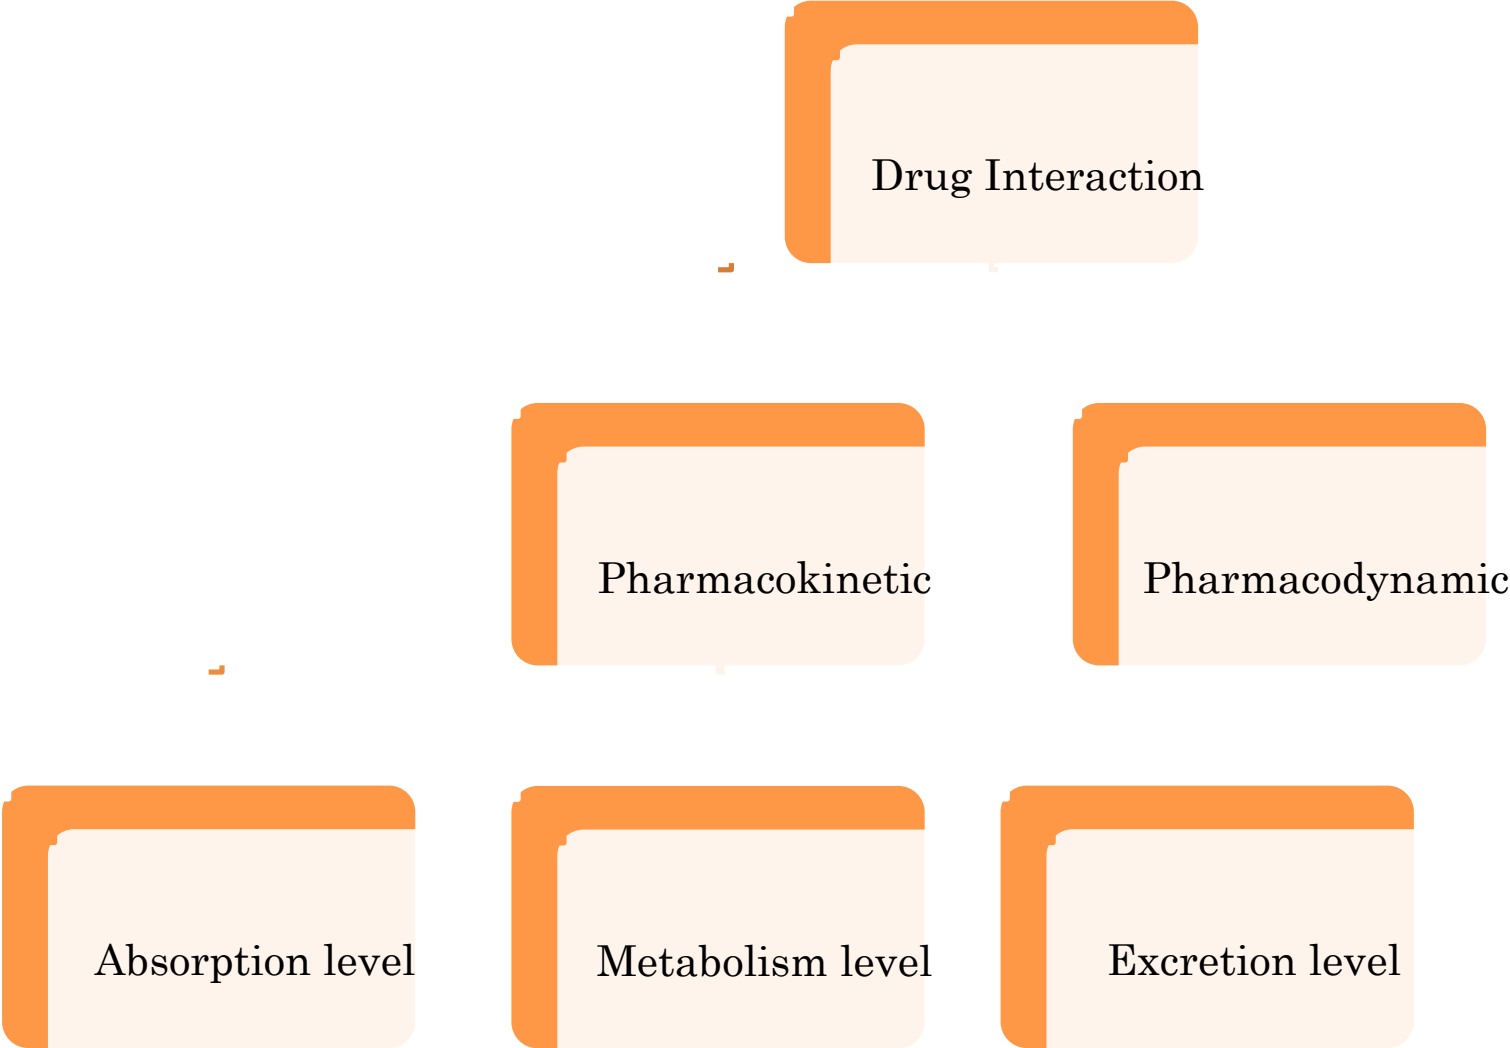 Drug Interaction
Pharmacokinetic
Pharmacodynamic
Absorption level
Metabolism level
Excretion level